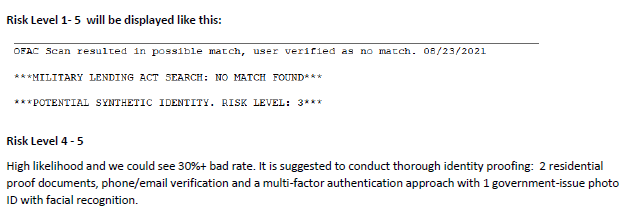 Risk Level 1- 5 will be displayed like this:
OFAC Scan resulted in possible match, user verified as no match. 08/23/2021
***MILITARY LENDING ACT SEARCH: NO MATCH FOUND***
***POTENTIAL SYNTHETIC IDENTITY. RISK LEVEL: 3***
Risk Level 4 - 5
High likelihood and we could see 30%+ bad rate. It is suggested to conduct thorough identity proofing: 2 residential
proof documents, phone/email verification and a multi-factor authentication approach with 1 government-issue photo
ID with facial recognition.